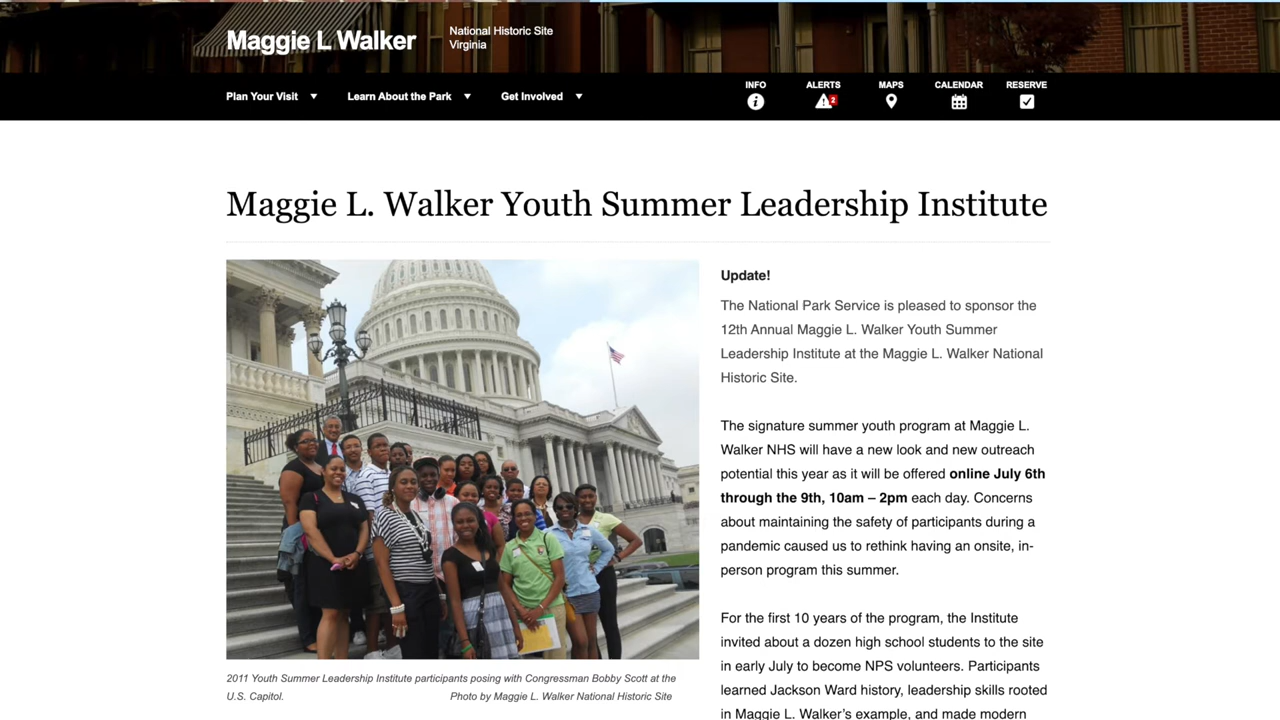 Maggie L Walker
National Historic Site
Virginia
Plan Your Visit
Learn About the Park
Get Involved
INFO
ALERTS
2
MAPS
CALENDAR
RESERVE
Maggie L. Walker Youth Summer Leadership Institute
Update!
The National Park Service is pleased to sponsor the
12th Annual Maggie L. Walker Youth Summer
Leadership Institute at the Maggie L. Walker National
Historic Site.
The signature summer youth program at Maggie L.
Walker NHS will have a new look and new outreach
potential this year as it will be offered online July 6th
through the 9th, 10am – 2pm each day. Concerns
about maintaining the safety of participants during a
pandemic caused us to rethink having an onsite, in-
person program this summer.
For the first 10 years of the program, the Institute
invited about a dozen high school students to the site
in early July to become NPS volunteers. Participants
learned Jackson Ward history, leadership skills rooted
in Maggie L. Walker's example, and made modern
2011 Youth Summer Leadership Institute participants posing with Congressman Bobby Scott at the
U.S. Capitol. Photo by Maggie L. Walker National Historic Site